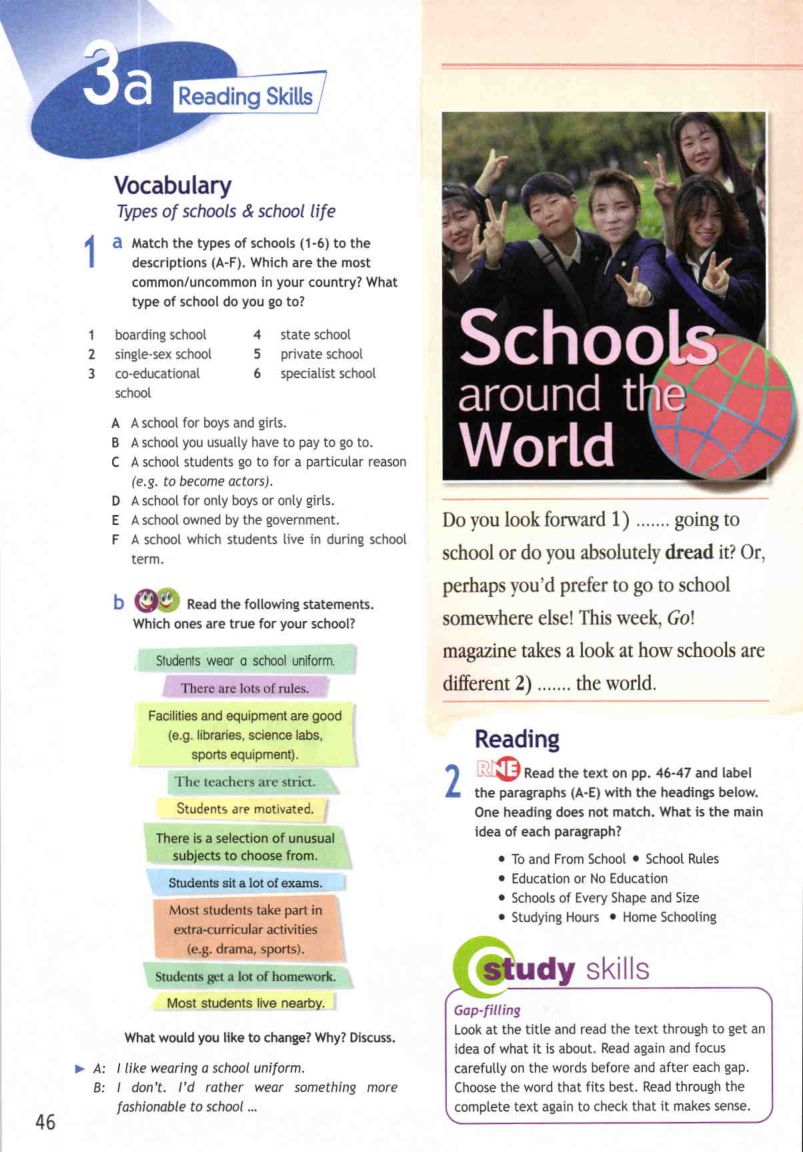 3a Reading Skills
Vocabulary
Types of schools & school life
1 a Match the types of schools (1-6) to the
descriptions (A-F). Which are the most
common/uncommon in your country? What
type of school do you go to?
1 boarding school
2 single-sex school
3 co-educational
school
4 state school
5 private school
6 specialist school
A A school for boys and girls.
B A school you usually have to pay to go to.
C A school students go to for a particular reason
(e.g. to become actors).
D A school for only boys or only girls.
E A school owned by the government.
F A school which students live in during school
term.
b Read the following statements.
Which ones are true for your school?
Students wear a school uniform.
There are lots of rules.
Facilities and equipment are good
(e.g. libraries, science labs,
sports equipment).
The teachers are strict.
Students are motivated.
There is a selection of unusual
subjects to choose from.
Students sit a lot of exams.
Most students take part in
extra-curricular activities
(e.g. drama, sports).
Students get a lot of homework.
Most students live nearby.
What would you like to change? Why? Discuss.
A: I like wearing a school uniform.
B: I don't. I'd rather wear something more
fashionable to school ...
46
Schools
around the
World
Do you look forward 1) ....... going to
school or do you absolutely dread it? Or,
perhaps you'd prefer to go to school
somewhere else! This week, Go!
magazine takes a look at how schools are
different 2) ....... the world.
Reading
2 RNE Read the text on pp. 46-47 and label
the paragraphs (A-E) with the headings below.
One heading does not match. What is the main
idea of each paragraph?
• To and From School • School Rules
• Education or No Education
• Schools of Every Shape and Size
• Studying Hours • Home Schooling
study skills
Gap-filling
Look at the title and read the text through to get an
idea of what it is about. Read again and focus
carefully on the words before and after each gap.
Choose the word that fits best. Read through the
complete text again to check that it makes sense.